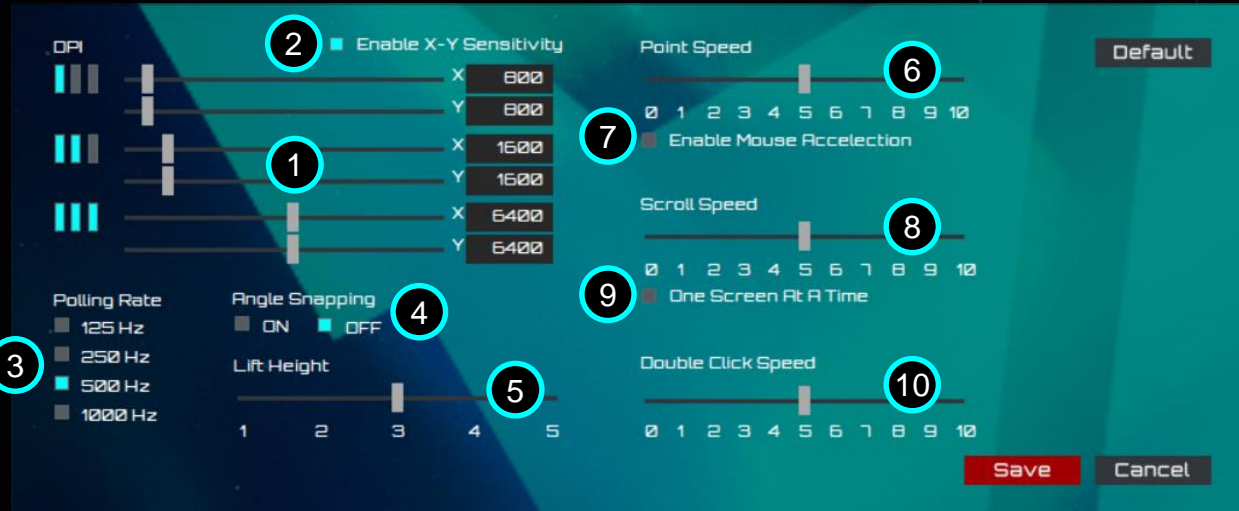 DPI
2
Enable X-Y Sensitivity
X 800
Y 800
X 1600
1
Y 1600
X 6400
Y 6400
Polling Rate
125 Hz
250 Hz
3
500 Hz
1000 Hz
Angle Snapping
ON OFF
4
Lift Height
5
1 2 3 4 5
Point Speed
6
0 1 2 3 4 5 6 7 8 9 10
7
Enable Mouse Accelection
Scroll Speed
8
0 1 2 3 4 5 6 7 8 9 10
9
One Screen At A Time
Double Click Speed
10
0 1 2 3 4 5 6 7 8 9 10
Default
Save Cancel